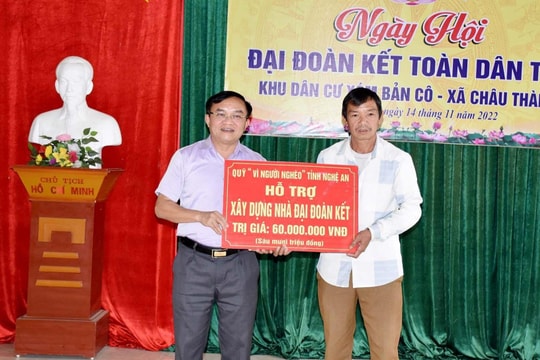 Ngày Hội
ĐẠI ĐOÀN KẾT TOÀN DÂN
KHU DÂN CƯ XÓM BẢN CÔ - XÃ CHÂU THÀNH
ngày 14 tháng 11 năm 2022
CHỦ TỊCH
HỒ CHÍ MINH
QUỸ "VÌ NGƯỜI NGHÈO" TỈNH NGHỆ AN
HỖ TRỢ
XÂY DỰNG NHÀ ĐẠI ĐOÀN KẾT
TRỊ GIÁ: 60.000.000 VNĐ
(Sáu mươi triệu đồng)